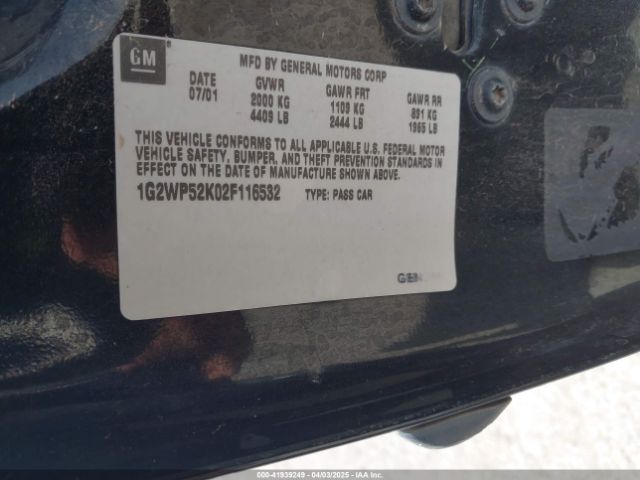 GM
MFD BY GENERAL MOTORS CORP
DATE GVWR GAWR FRT GAWR RR
07/01 2000 KG 1109 KG 891 KG
4409 LB 2444 LB 1965 LB
THIS VEHICLE CONFORMS TO ALL APPLICABLE U.S. FEDERAL MOTOR
VEHICLE SAFETY, BUMPER, AND THEFT PREVENTION STANDARDS IN
EFFECT ON THE DATE OF MANUFACTURE SHOWN ABOVE.
1G2WP52K02F116532 TYPE: PASS CAR
000-41939249 04/03/2025 IAAI.COM